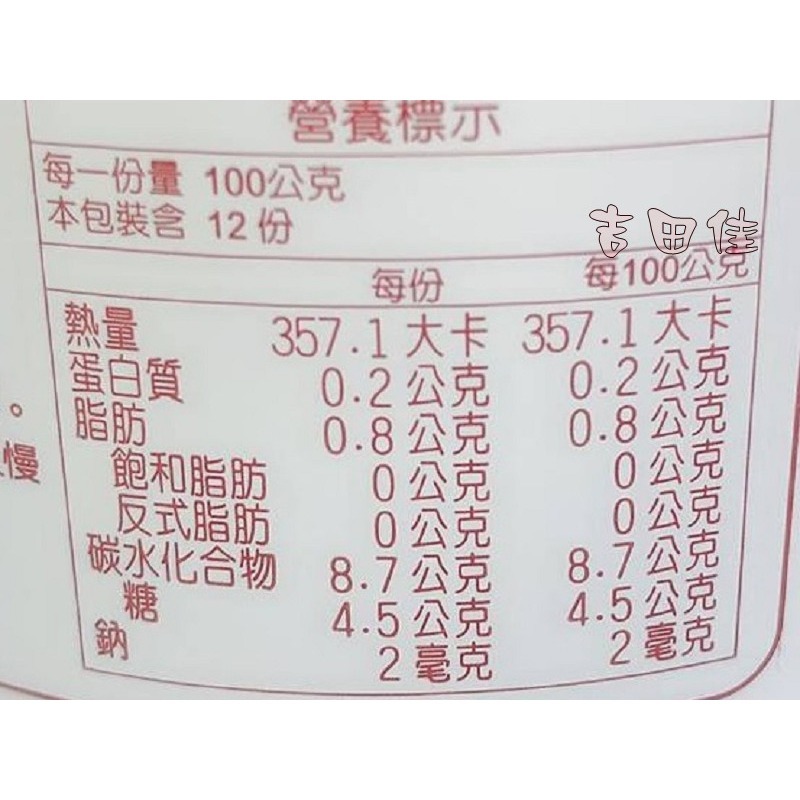 營養標示
每一份量 100公克
本包裝含 12份
吉田佳
每份 每100公克
熱量 357.1大卡 357.1大卡
蛋白質 0.2公克 0.2公克
脂肪 0.8公克 0.8公克
飽和脂肪 0公克 0公克
反式脂肪 0公克 0公克
碳水化合物 8.7公克 8.7公克
糖 4.5公克 4.5公克
鈉 2毫克 2毫克
。
慢